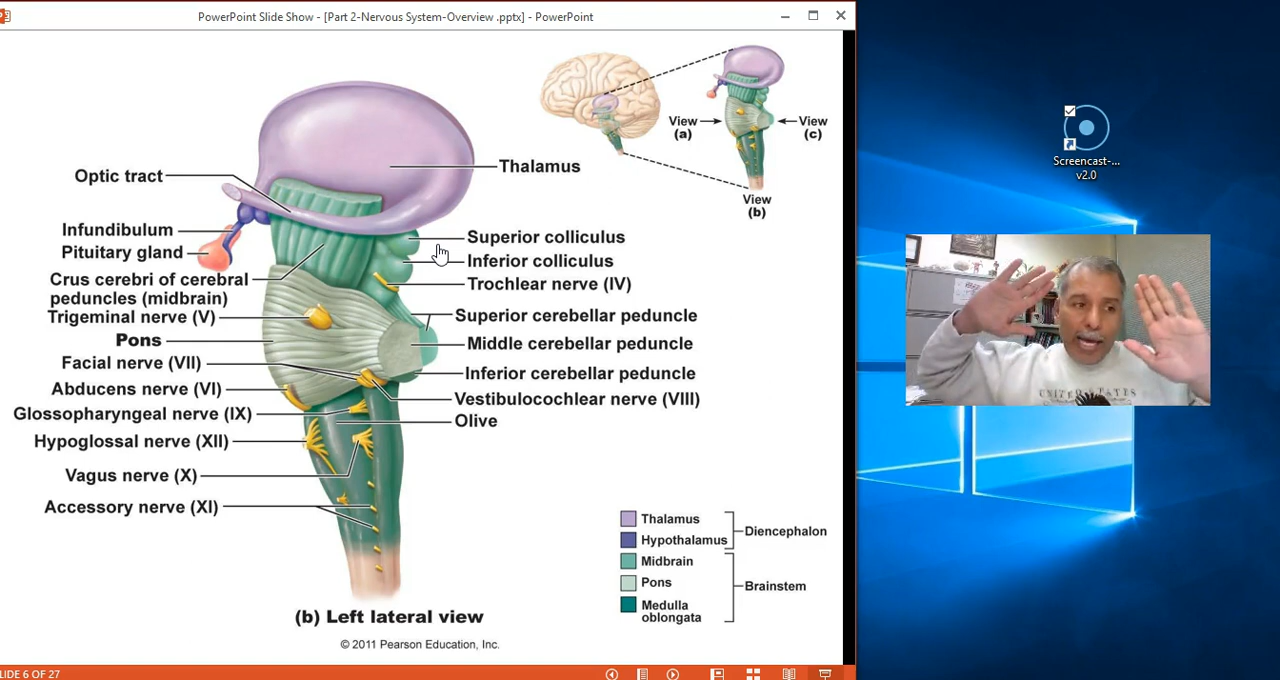 PowerPoint Slide Show - [Part 2-Nervous System-Overview .pptx] - PowerPoint
View
(a)
View
(c)
View
(b)
Optic tract
Infundibulum
Pituitary gland
Crus cerebri of cerebral
peduncles (midbrain)
Trigeminal nerve (V)
Pons
Facial nerve (VII)
Abducens nerve (VI)
Glossopharyngeal nerve (IX)
Hypoglossal nerve (XII)
Vagus nerve (X)
Accessory nerve (XI)
Thalamus
Superior colliculus
Inferior colliculus
Trochlear nerve (IV)
Superior cerebellar peduncle
Middle cerebellar peduncle
Inferior cerebellar peduncle
Vestibulocochlear nerve (VIII)
Olive
Thalamus
Hypothalamus
Diencephalon
Midbrain
Pons
Medulla
oblongata
Brainstem
(b) Left lateral view
© 2011 Pearson Education, Inc.
LIDE 6 OF 27
Screencast-...
v2.0
UNITED STATES